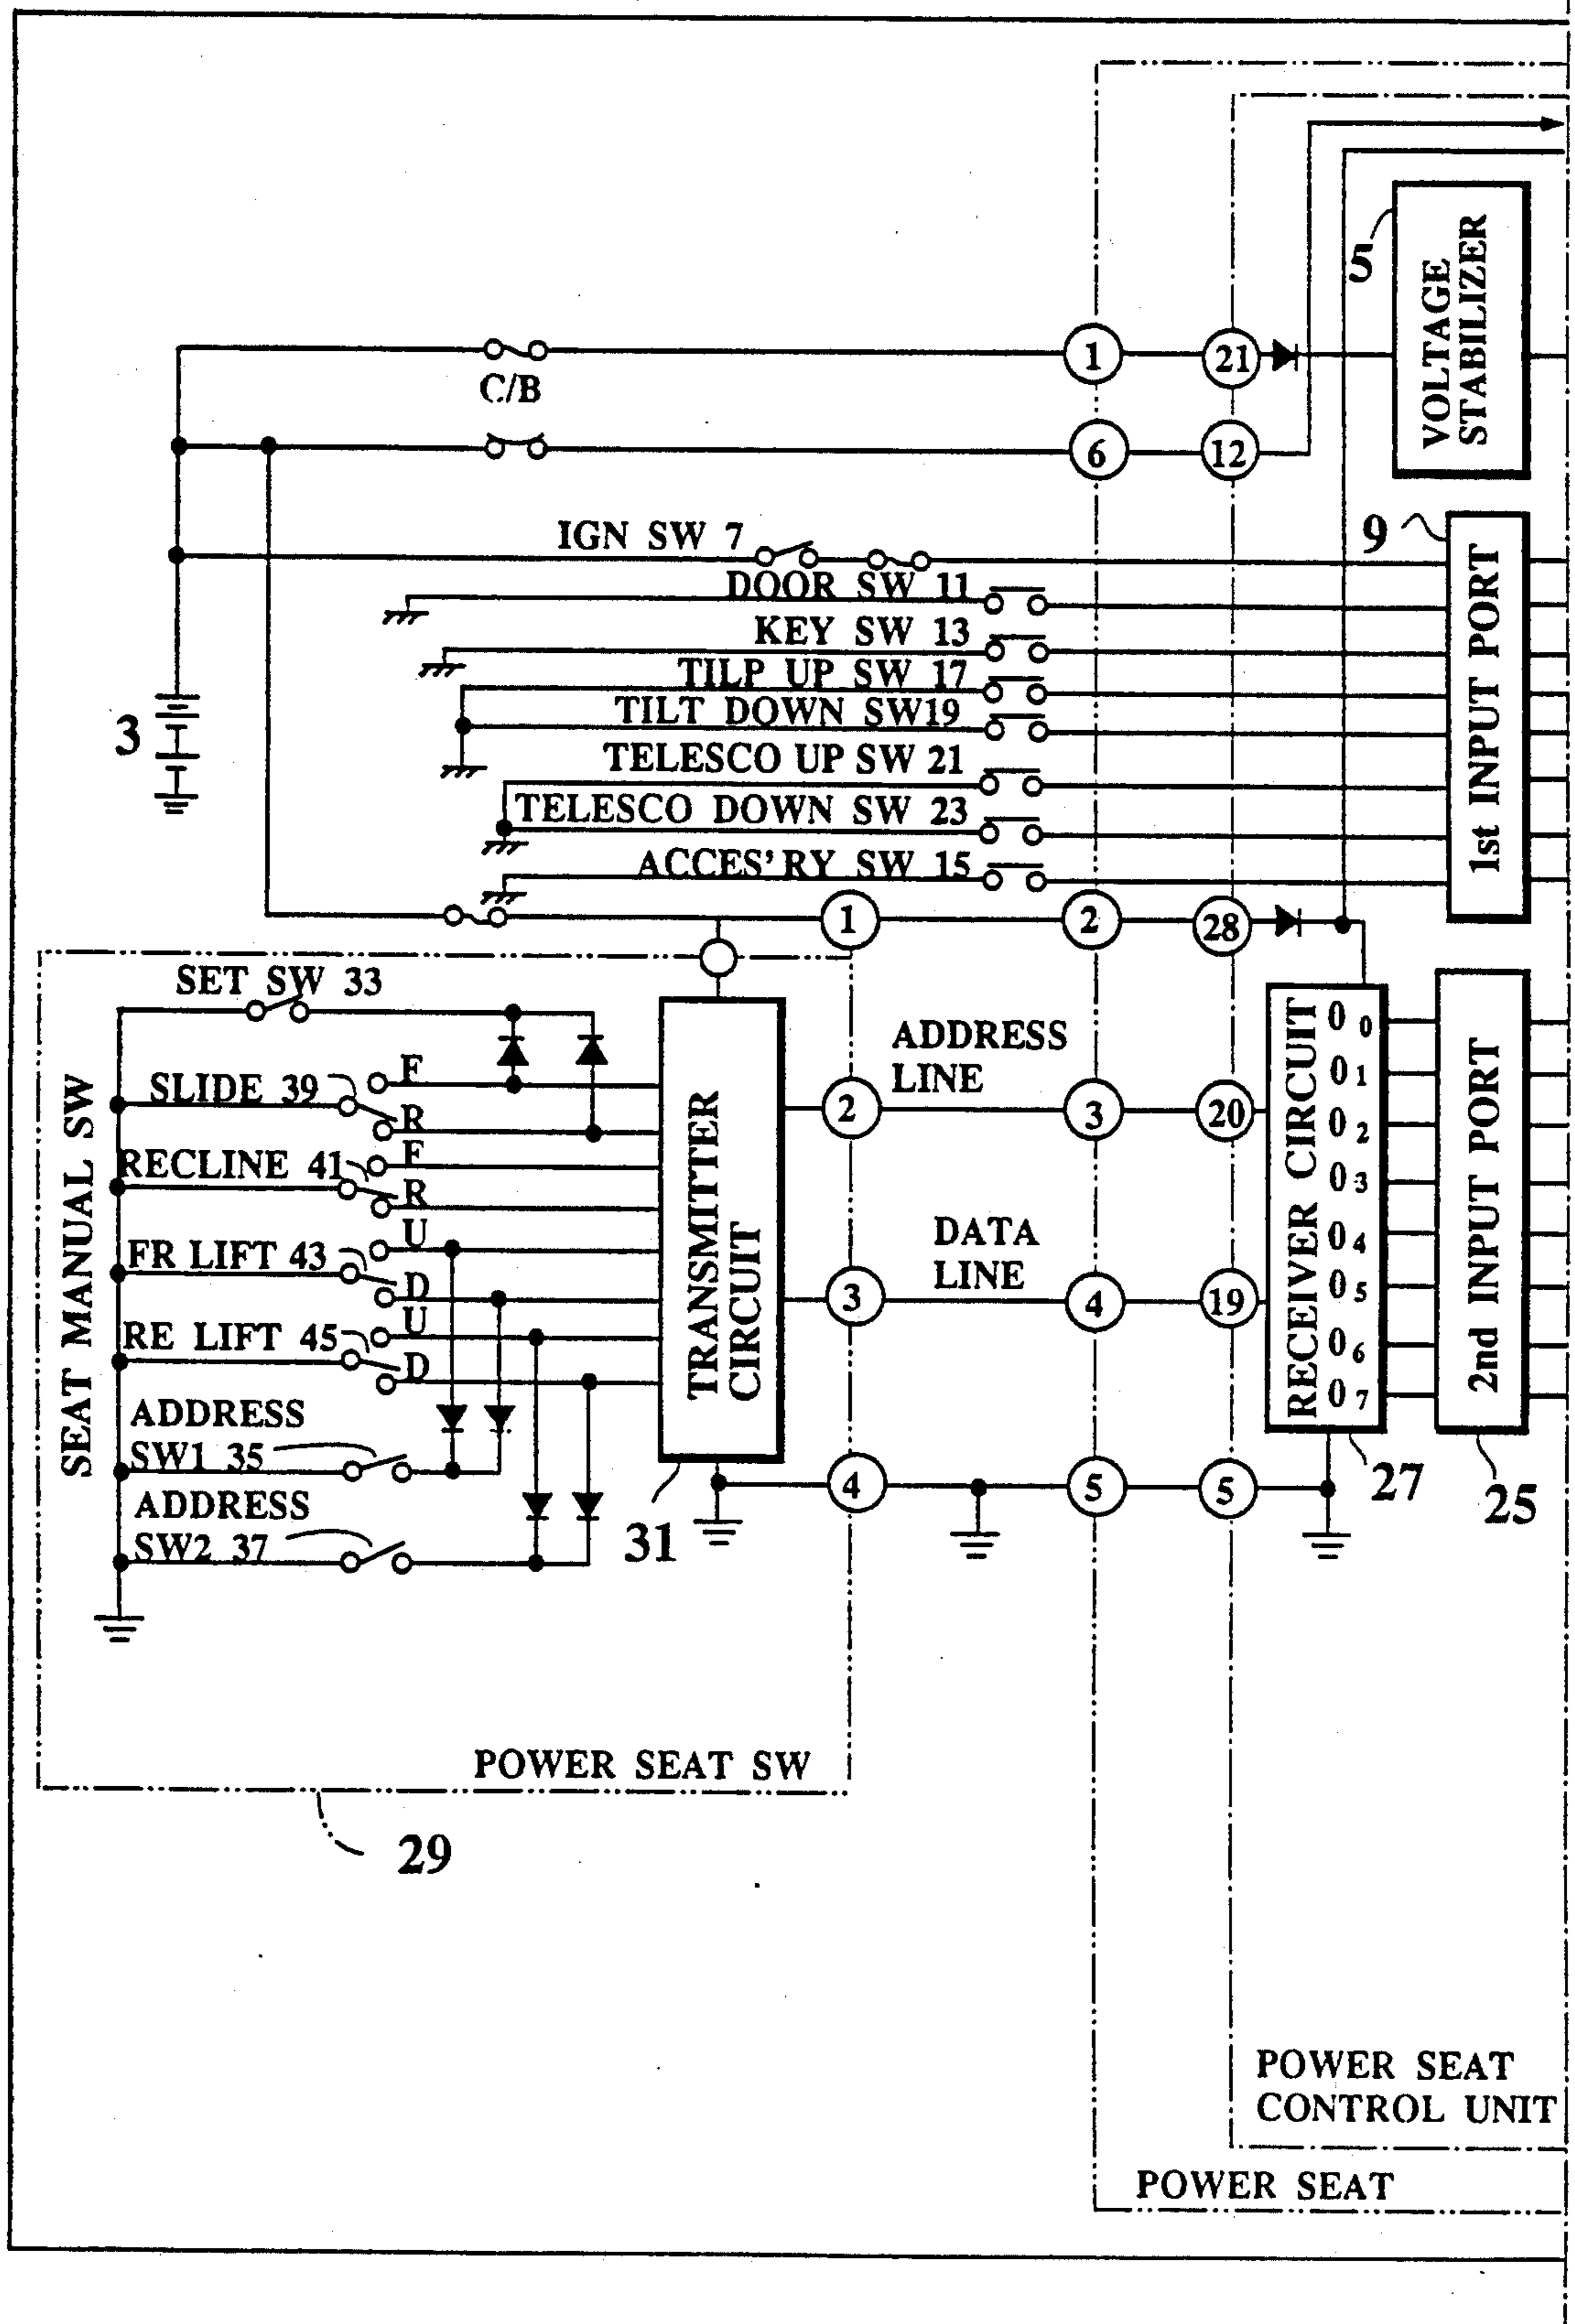 5
VOLTAGE
STABILIZER
1
21
C/B
6
12
IGN SW 7
9
DOOR SW 11
KEY SW 13
TILP UP SW 17
TILT DOWN SW19
3
TELESCO UP SW 21
TELESCO DOWN SW 23
ACCES'RY SW 15
1st INPUT PORT
1
2
28
SET SW 33
SEAT MANUAL SW
SLIDE 39
F
R
RECLINE 41
F
R
FR LIFT 43
U
D
RE LIFT 45
U
D
ADDRESS
SW1 35
ADDRESS
SW2 37
TRANSMITTER
CIRCUIT
31
ADDRESS
LINE
2
3
20
DATA
LINE
3
4
19
4
5
5
RECEIVER CIRCUIT
0 0
0 1
0 2
0 3
0 4
0 5
0 6
0 7
27
2nd INPUT PORT
25
POWER SEAT SW
29
POWER SEAT
CONTROL UNIT
POWER SEAT